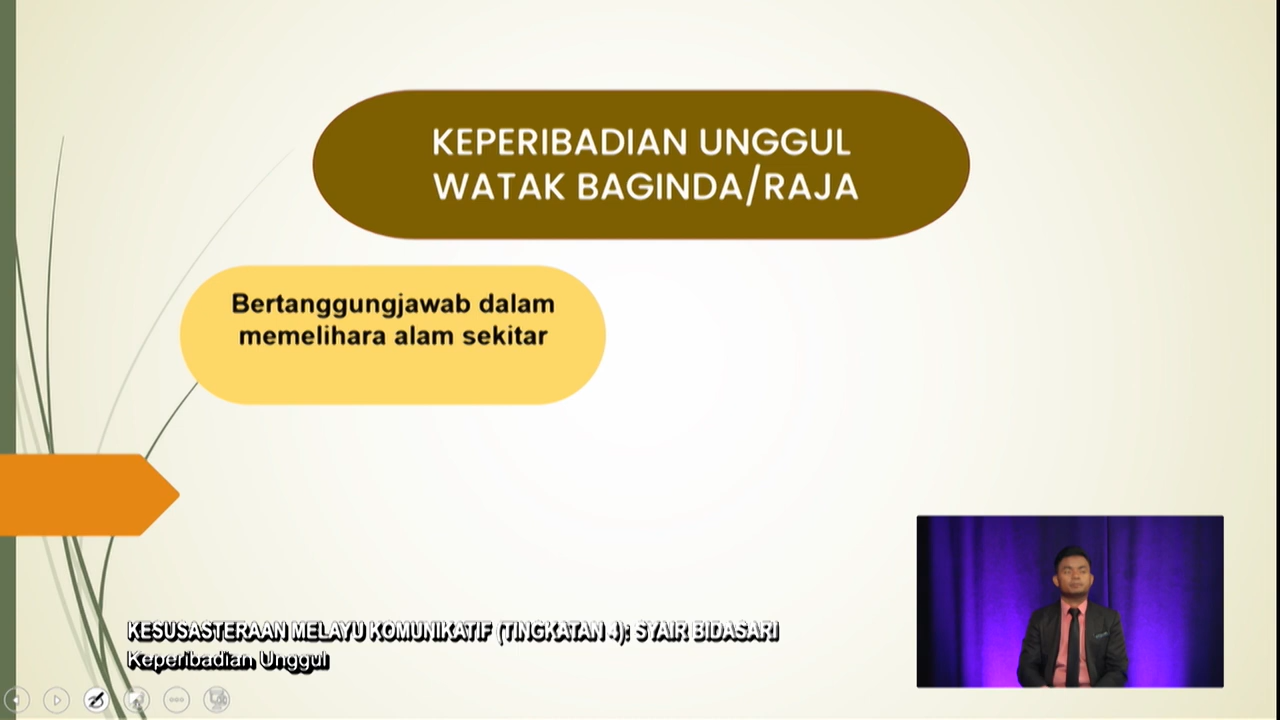 KEPERIBADIAN UNGGUL
WATAK BAGINDA/RAJA
Bertanggungjawab dalam
memelihara alam sekitar
KESUSASTERAAN MELAYU KOMUNIKATIF (TINGKATAN 4): SYAIR BIDASARI
Keperibadian Unggul